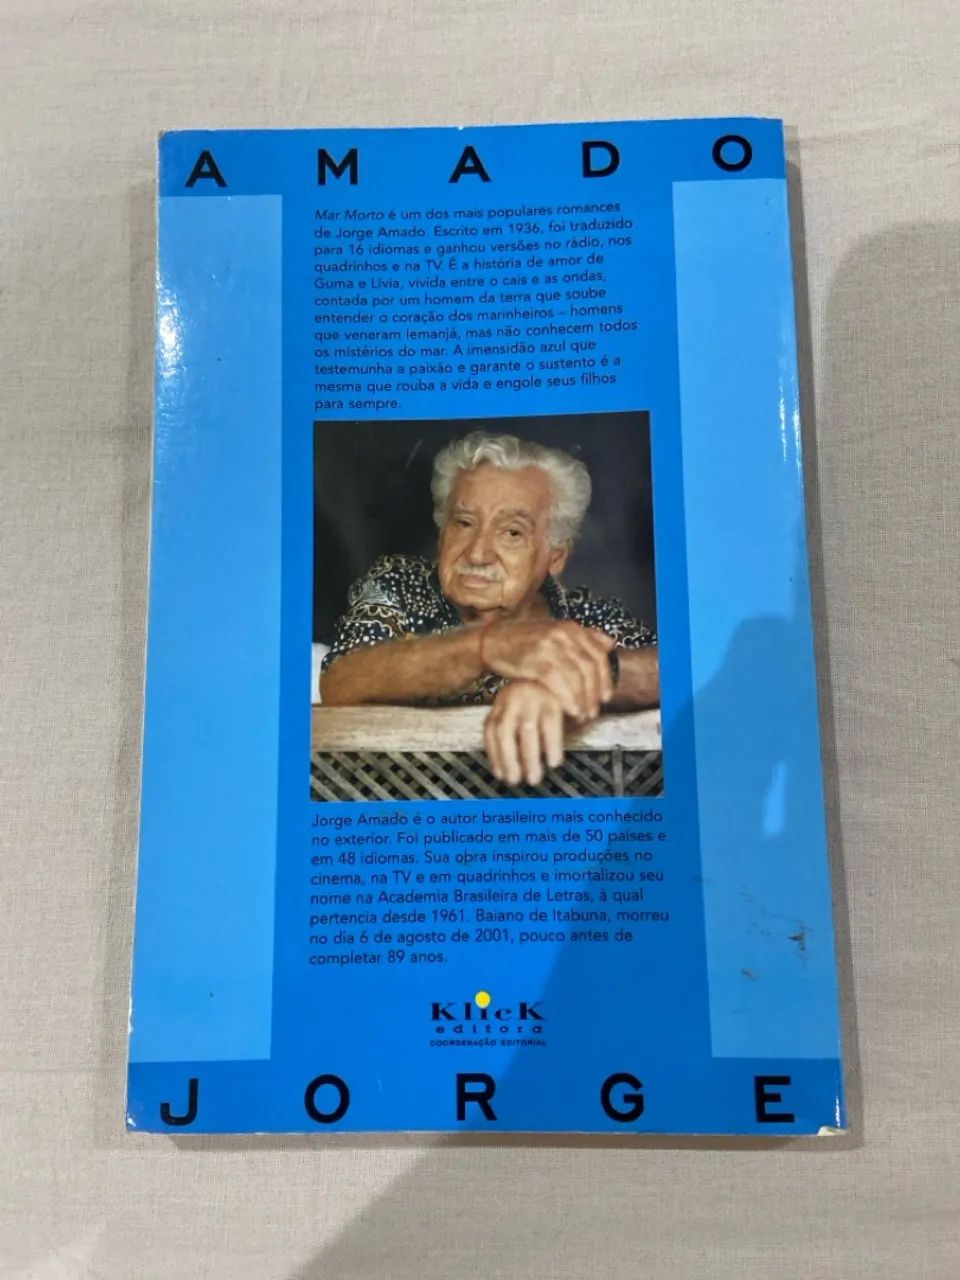 AMADO
Mar Morto é um dos mais populares romances
de Jorge Amado. Escrito em 1936, foi traduzido
para 16 idiomas e ganhou versões no rádio, nos
quadrinhos e na TV. É a história de amor de
Guma e Lívia, vivida entre o cais e as ondas,
contada por um homem da terra que soube
entender o coração dos marinheiros – homens
que veneram Iemanjá, mas não conhecem todos
os mistérios do mar. A imensidão azul que
testemunha a paixão e garante o sustento é a
mesma que rouba a vida e engole seus filhos
para sempre.
Jorge Amado é o autor brasileiro mais conhecido
no exterior. Foi publicado em mais de 50 países e
em 48 idiomas. Sua obra inspirou produções no
cinema, na TV e em quadrinhos e imortalizou seu
nome na Academia Brasileira de Letras, à qual
pertencia desde 1961. Baiano de Itabuna, morreu
no dia 6 de agosto de 2001, pouco antes de
completar 89 anos.
KlicK
editora
COORDENAÇÃO EDITORIAL
JORGE